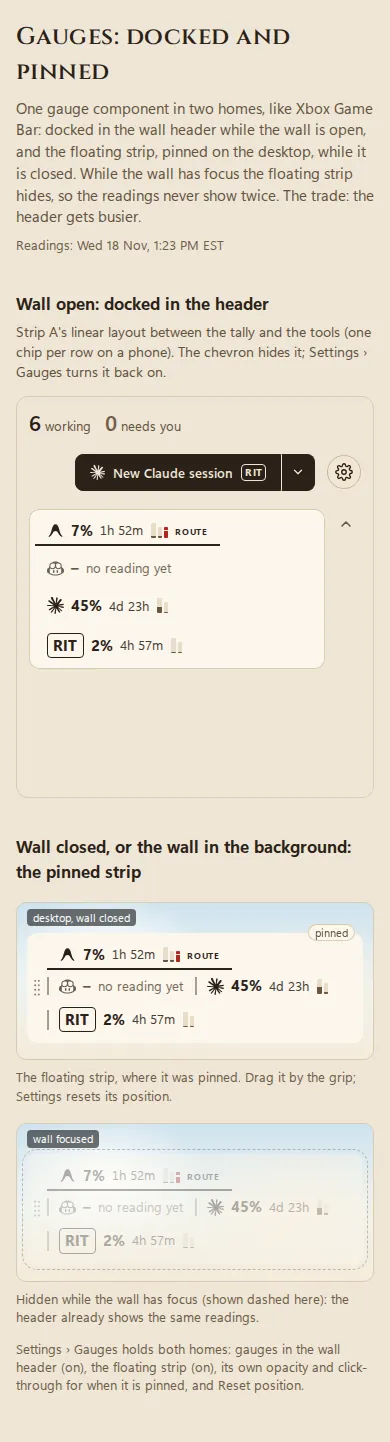 Gauges: docked and
pinned
One gauge component in two homes, like Xbox Game
Bar: docked in the wall header while the wall is open,
and the floating strip, pinned on the desktop, while it
is closed. While the wall has focus the floating strip
hides, so the readings never show twice. The trade: the
header gets busier.
Readings: Wed 18 Nov, 1:23 PM EST
Wall open: docked in the header
Strip A's linear layout between the tally and the tools (one
chip per row on a phone). The chevron hides it; Settings ›
Gauges turns it back on.
6 working 0 needs you
New Claude session RIT
7% 1h 52m ROUTE
– no reading yet
45% 4d 23h
RIT 2% 4h 57m
Wall closed, or the wall in the background:
the pinned strip
desktop, wall closed
pinned
7% 1h 52m ROUTE
– no reading yet 45% 4d 23h
RIT 2% 4h 57m
The floating strip, where it was pinned. Drag it by the grip;
Settings resets its position.
wall focused
7% 1h 52m ROUTE
– no reading yet 45% 4d 23h
RIT 2% 4h 57m
Hidden while the wall has focus (shown dashed here): the
header already shows the same readings.
Settings › Gauges holds both homes: gauges in the wall
header (on), the floating strip (on), its own opacity and click-
through for when it is pinned, and Reset position.